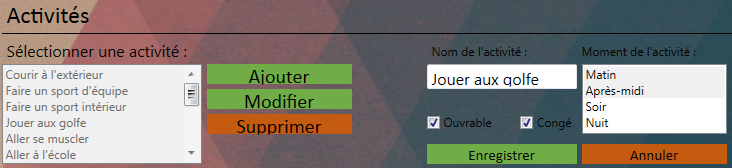 Activités
Sélectionner une activité :
Courir à l'extérieur
Faire un sport d'équipe
Faire un sport intérieur
Jouer aux golfe
Aller se muscler
Aller à l'école
Ajouter
Modifier
Supprimer
Nom de l'activité :
Jouer aux golfe
Ouvrable
Congé
Enregistrer
Moment de l'activité :
Matin
Après-midi
Soir
Nuit
Annuler